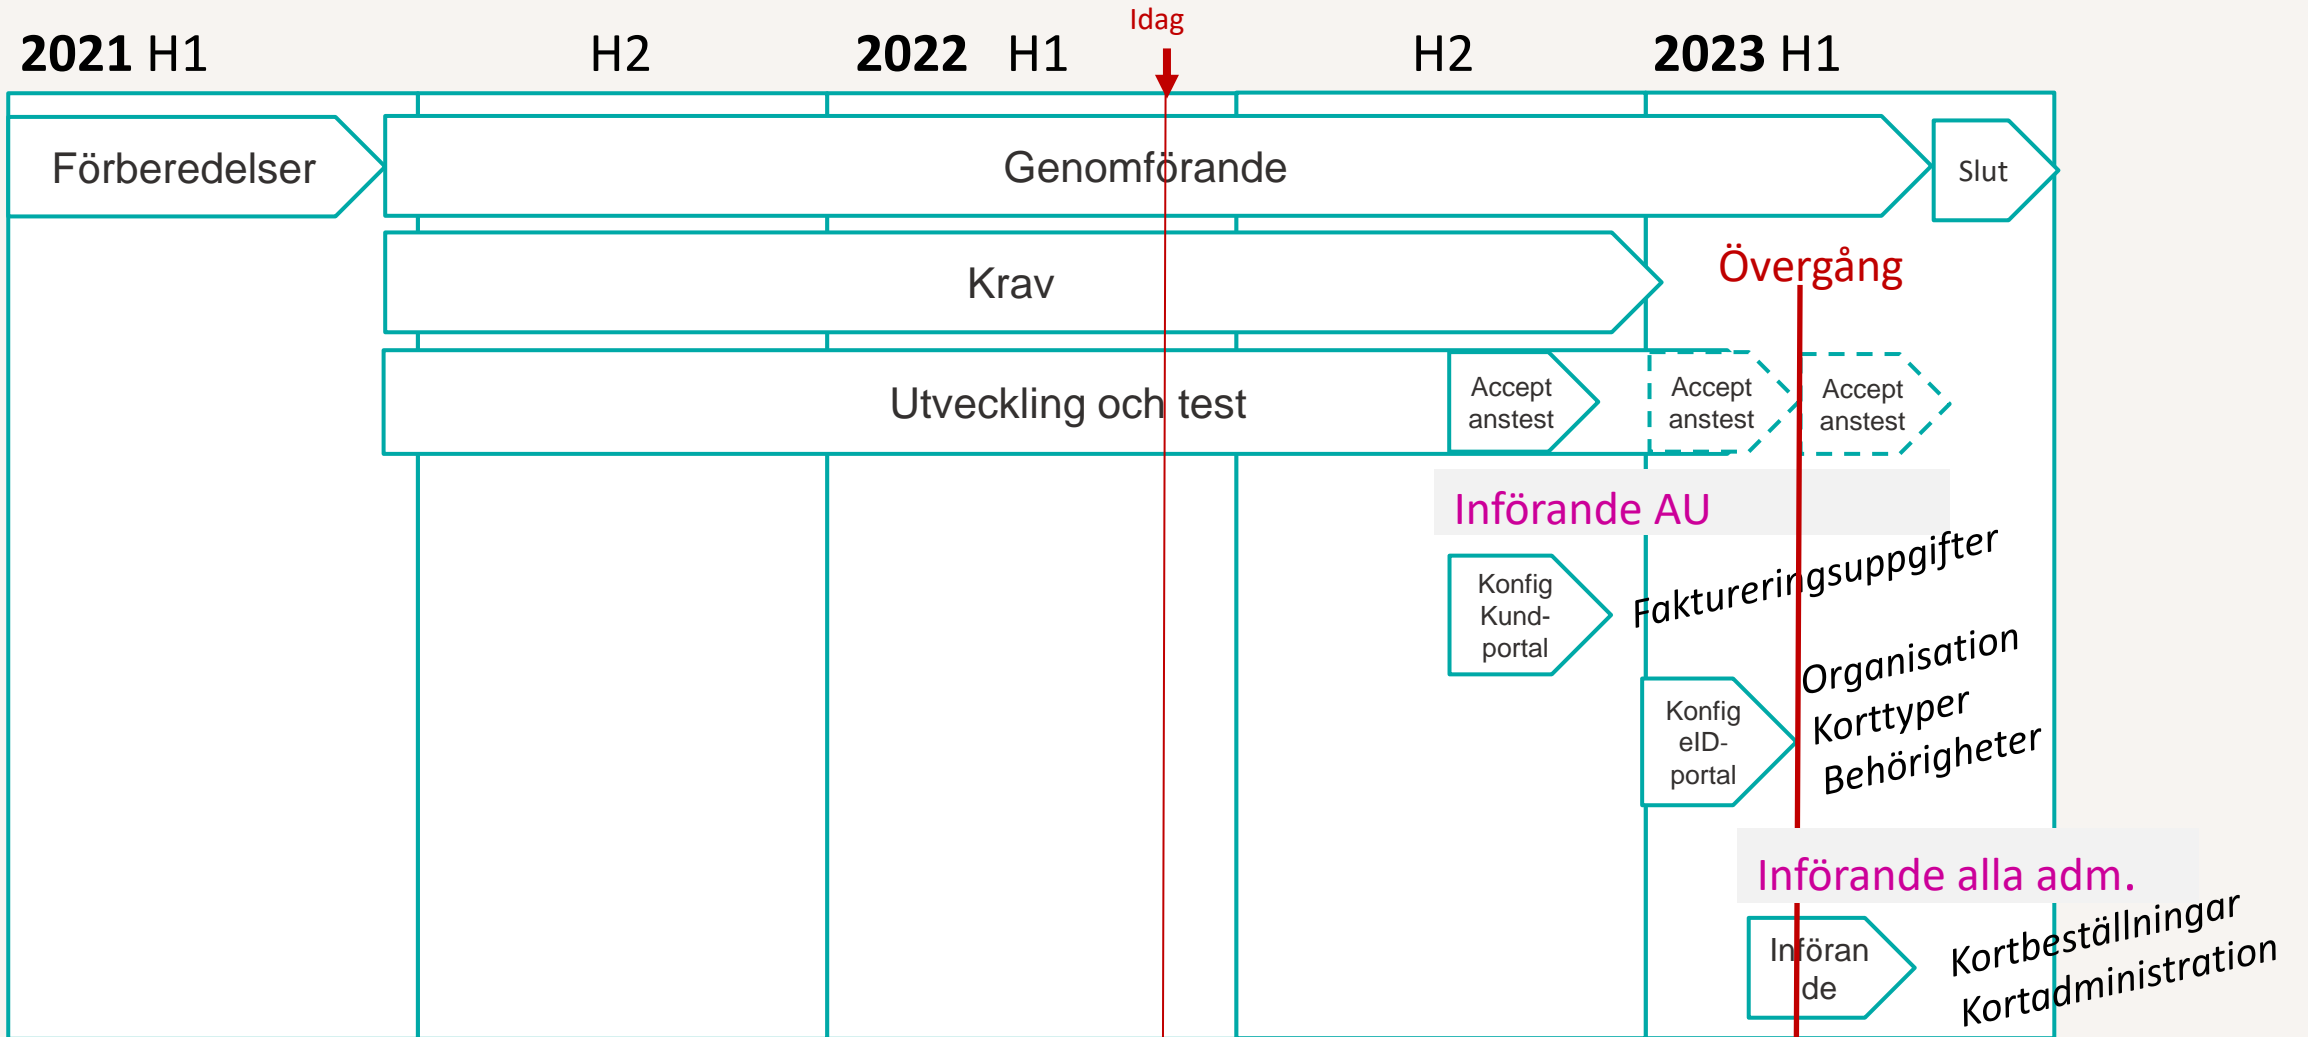 Idag
2021 H1 H2 2022 H1 H2 2023 H1
Förberedelser
Genomförande
Slut
Krav
Övergång
Utveckling och test
Accept
anstest
Accept
anstest
Accept
anstest
Införande AU
Konfig
Kund-
portal
Faktureringsuppgifter
Konfig
eID-
portal
Organisation
Korttyper
Behörigheter
Införande alla adm.
Införan
de
Kortbeställningar
Kortadministration